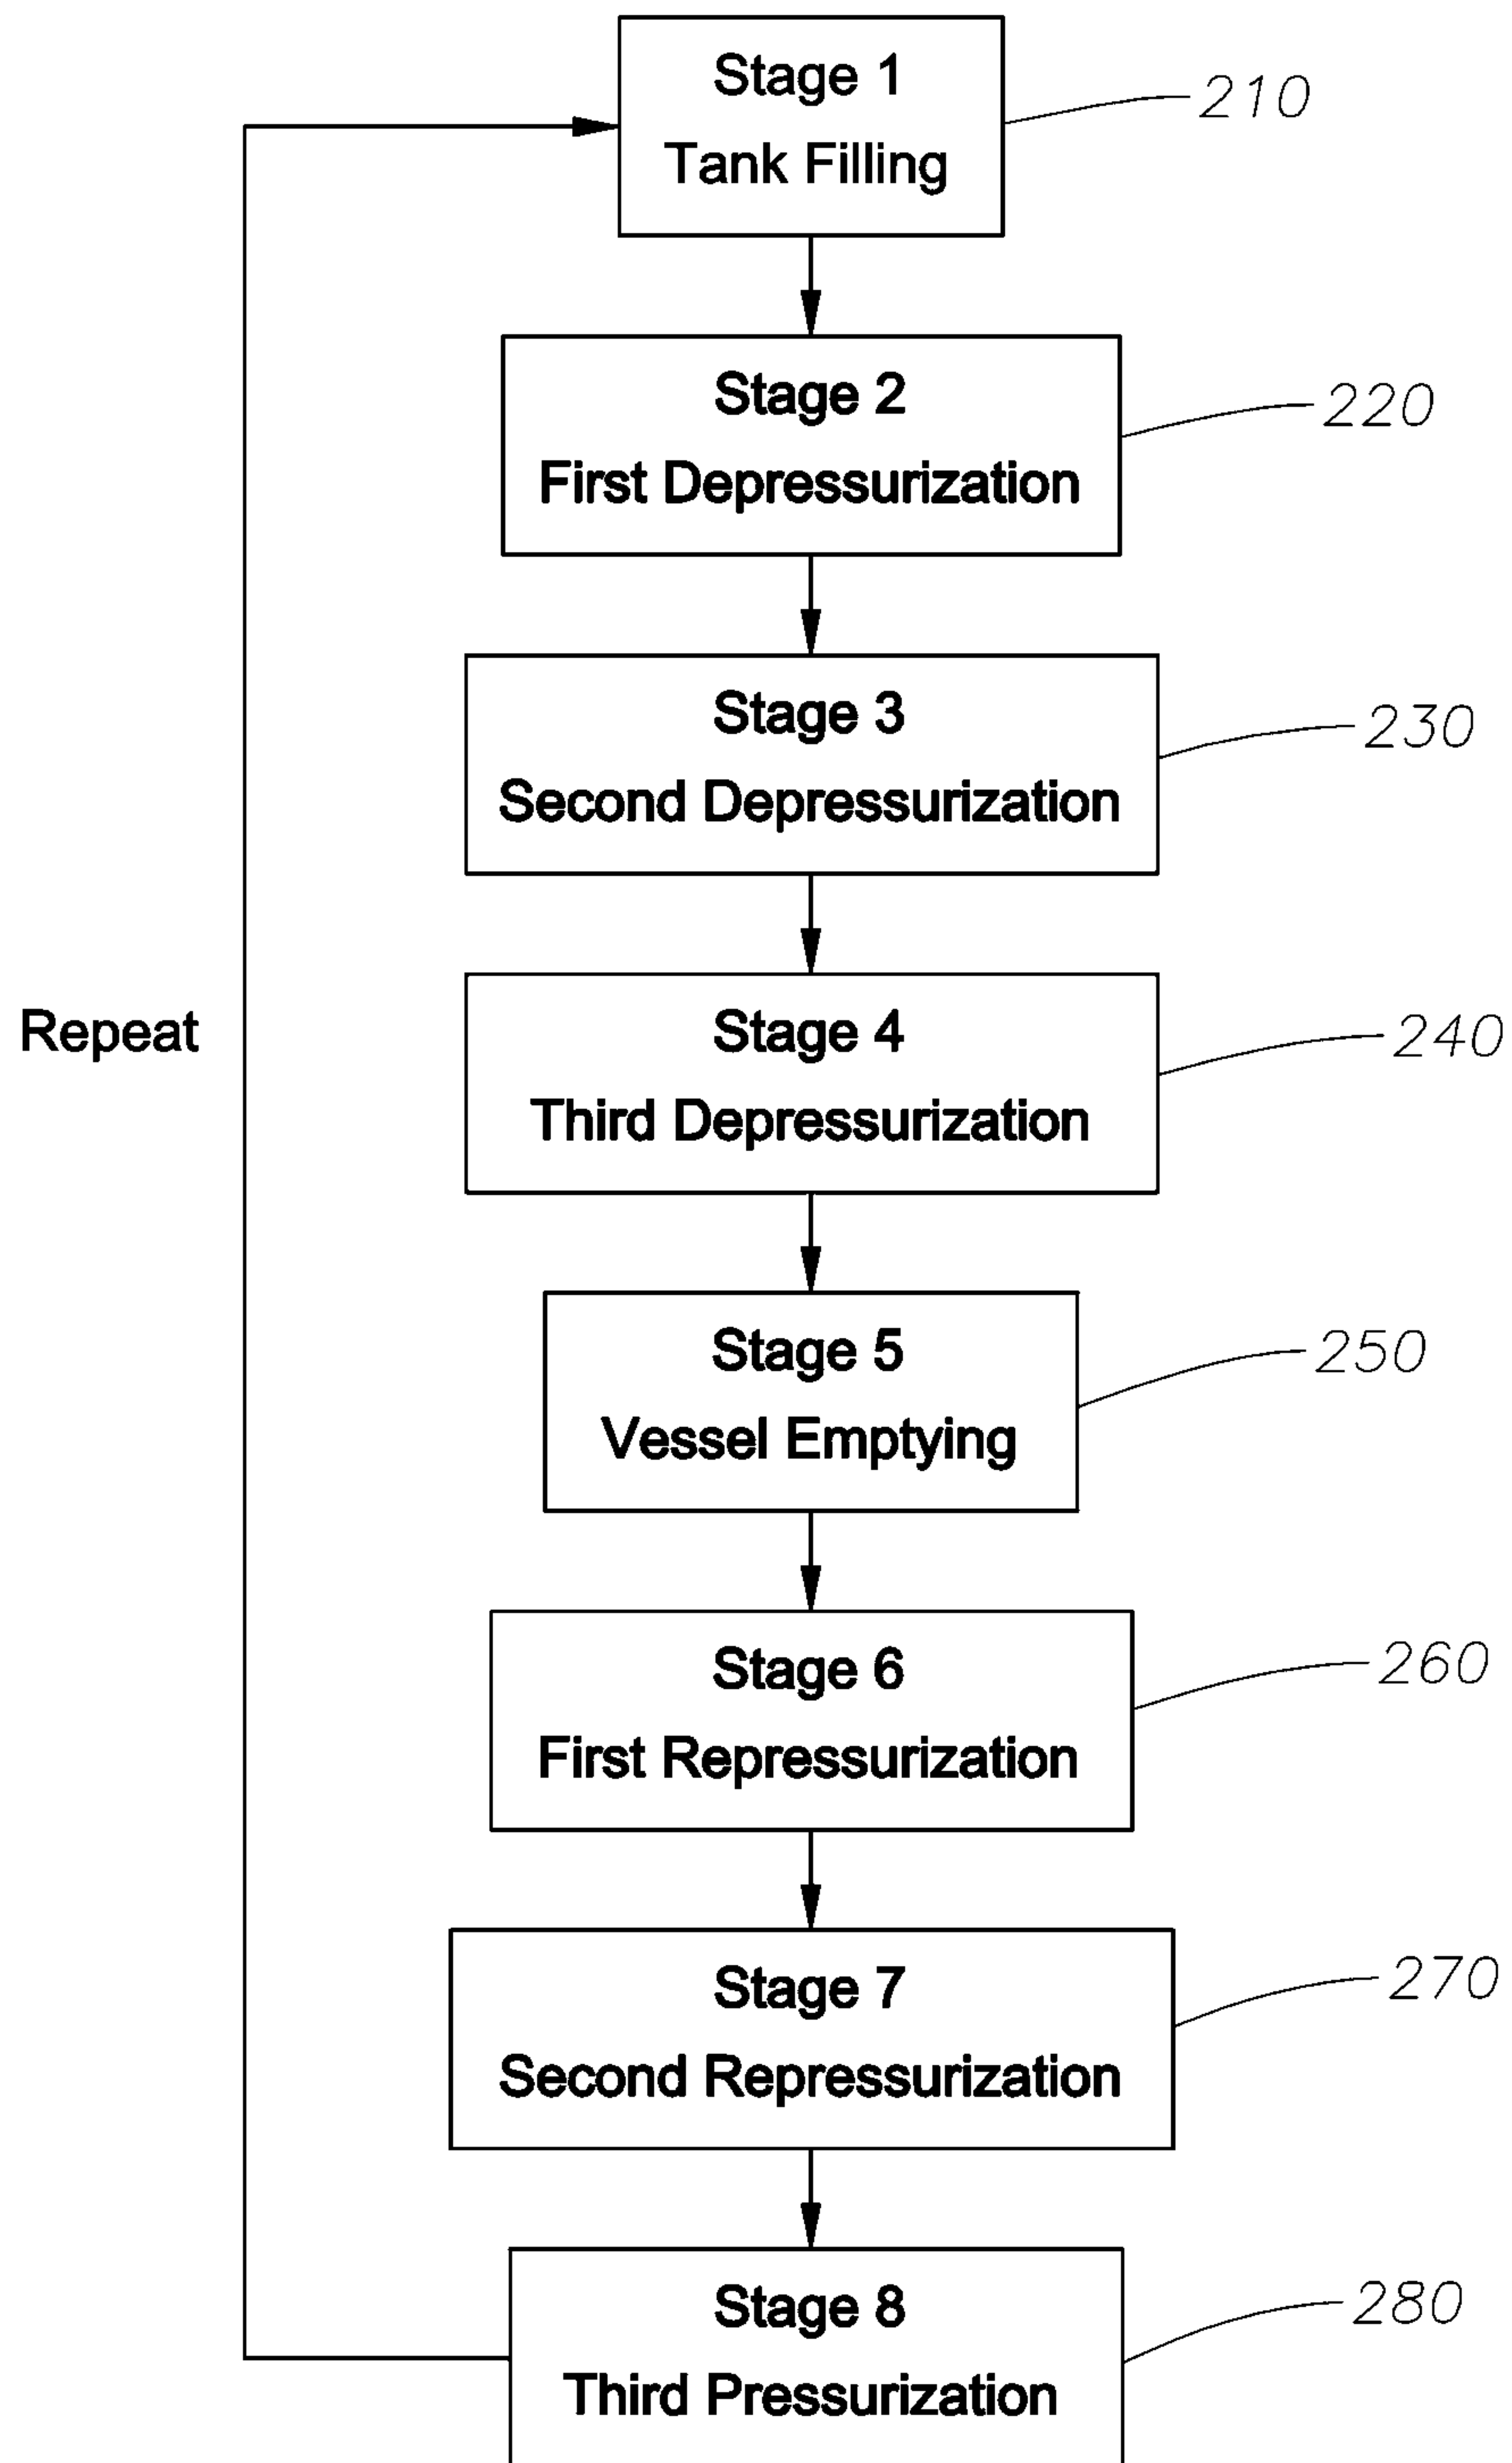 Stage 1
Tank Filling
210
Stage 2
First Depressurization
220
Stage 3
Second Depressurization
230
Stage 4
Third Depressurization
240
Repeat
Stage 5
Vessel Emptying
250
Stage 6
First Repressurization
260
Stage 7
Second Repressurization
270
Stage 8
Third Pressurization
280